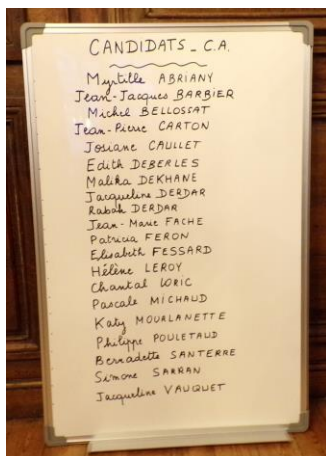 CANDIDATS - C.A.
Myrtille ABRIANY
Jean-Jacques BARBIER
Michel BELLOSSAT
Jean-Pierre CARTON
Josiane CAULLET
Edith DEBERLES
Malika DEKHANE
Jacqueline DERDAR
Rabah DERDAR
Jean-Marie FACHE
Patricia FERON
Elisabeth FESSARD
Hélène LEROY
Chantal LORIC
Pascale MICHAUD
Katy MOURLANETTE
Philippe POULETAUD
Bernadette SANTERRE
Simone SARRAN
Jacqueline VAUQUET